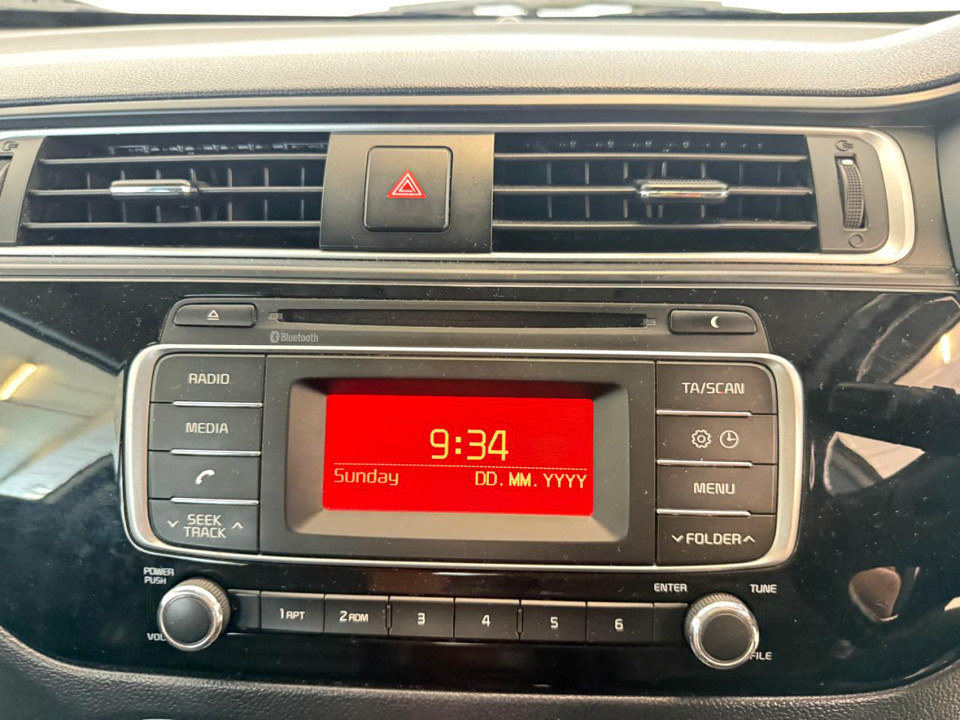 Bluetooth
RADIO
TA/SCAN
MEDIA
9:34
Sunday DD.MM.YYYY
MENU
SEEK
TRACK
FOLDER
POWER
PUSH
ENTER
TUNE
1 RPT
2 RDM
3
4
5
6
VOL
FILE